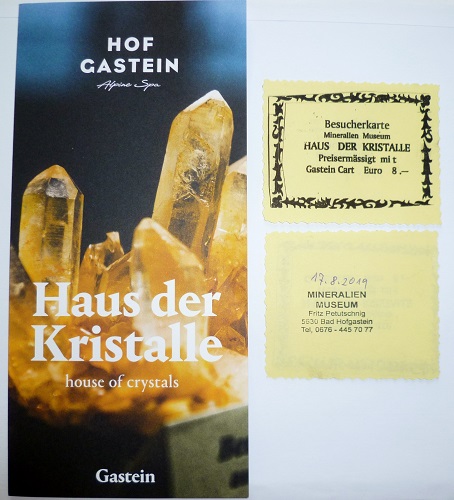 HOF
GASTEIN
Alpine Spa
Haus der
Kristalle
house of crystals
Gastein
Besucherkarte
Mineralien Museum
HAUS DER KRISTALLE
Preisermässigt mit
Gastein Cart Euro 8.—
17.8.2019
MINERALIEN
MUSEUM
Fritz Petutschnig
5630 Bad Hofgastein
Tel, 0676 - 445 70 77